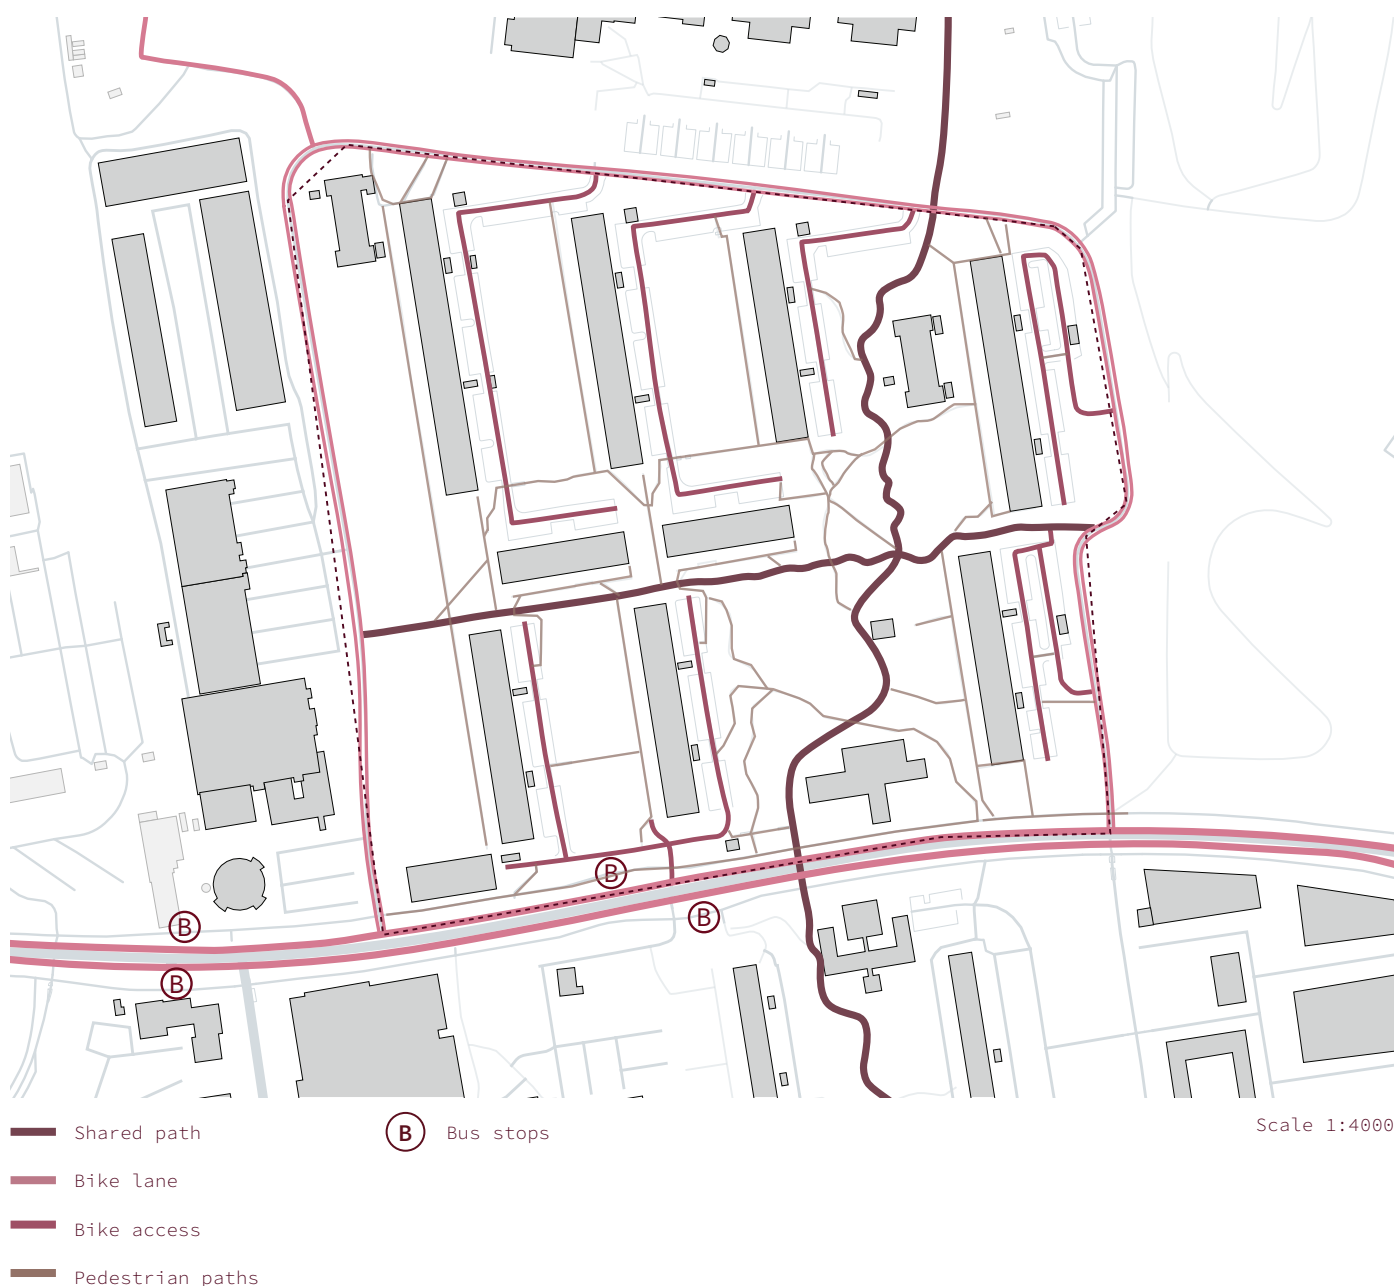 B
B
B
B
Shared path
B Bus stops
Scale 1:4000
Bike lane
Bike access
Pedestrian paths